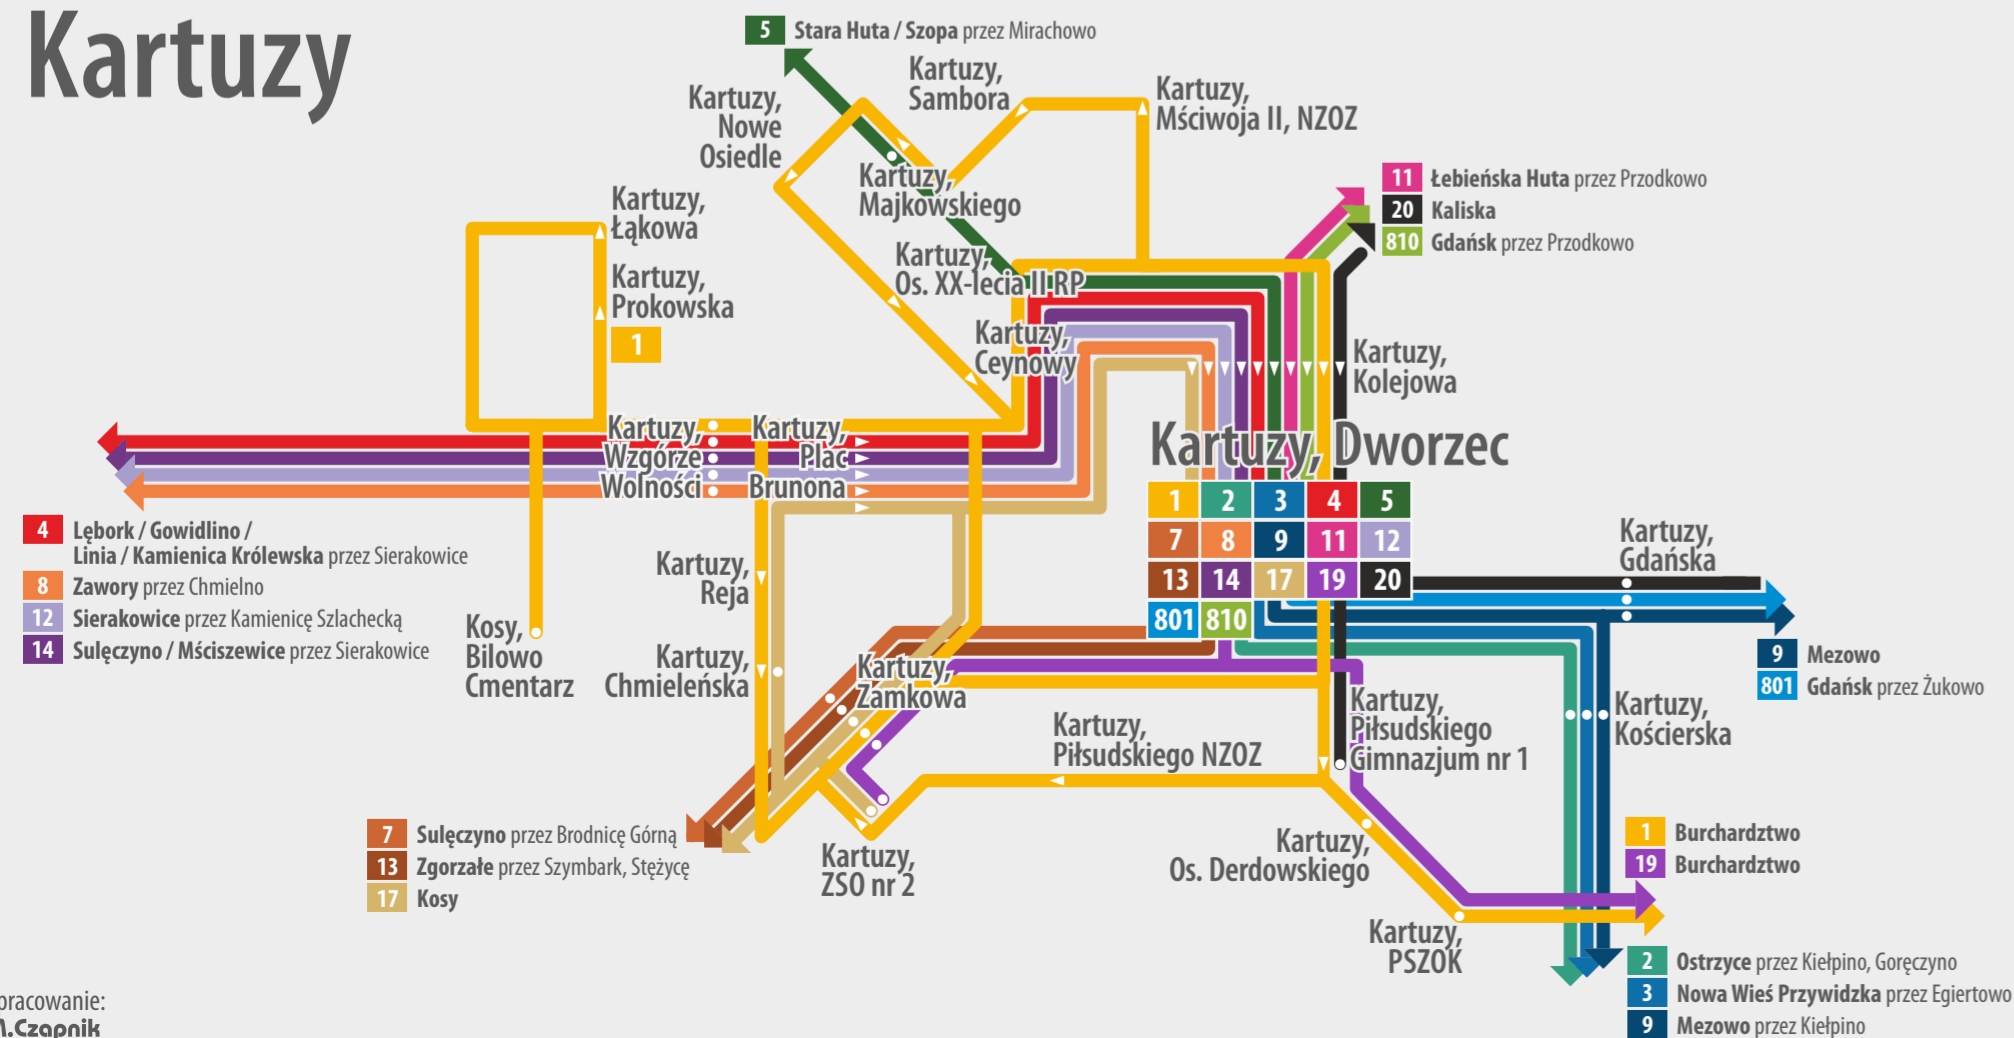 Kartuzy
5 Stara Huta / Szopa przez Mirachowo
Kartuzy,
Nowe
Osiedle
Kartuzy,
Sambora
Kartuzy,
Mściwoja II, NZOZ
Kartuzy,
Majkowskiego
11 Łebieńska Huta przez Przodkowo
20 Kaliska
810 Gdańsk przez Przodkowo
Kartuzy,
Łąkowa
Kartuzy,
Prokowska
1
Kartuzy,
Os. XX-lecia II RP
Kartuzy,
Ceynowy
Kartuzy,
Kolejowa
Kartuzy,
Wzgórze
Wolności
Kartuzy,
Plac
Brunona
Kartuzy, Dworzec
1 2 3 4 5
7 8 9 11 12
13 14 17 19 20
801 810
4 Lębork / Gowidlino /
Linia / Kamienica Królewska przez Sierakowice
8 Zawory przez Chmielno
12 Sierakowice przez Kamienicę Szlachecką
14 Sulęczyno / Mściszewice przez Sierakowice
Kosy,
Bilowo
Cmentarz
Kartuzy,
Reja
Kartuzy,
Chmieleńska
Kartuzy,
Zamkowa
Kartuzy,
Gdańska
9 Mezowo
801 Gdańsk przez Żukowo
Kartuzy,
Kościerska
Kartuzy,
Piłsudskiego NZOZ
Kartuzy,
Piłsudskiego
Gimnazjum nr 1
7 Sulęczyno przez Brodnicę Górną
13 Zgorzałe przez Szymbark, Stężycę
17 Kosy
Kartuzy,
ZSO nr 2
Kartuzy,
Os. Derdowskiego
1 Burchardztwo
19 Burchardztwo
Kartuzy,
PSZOK
2 Ostrzyce przez Kiełpino, Goręczyno
3 Nowa Wieś Przywidzka przez Egiertowo
9 Mezowo przez Kiełpino
pracowanie:
M.Czapnik